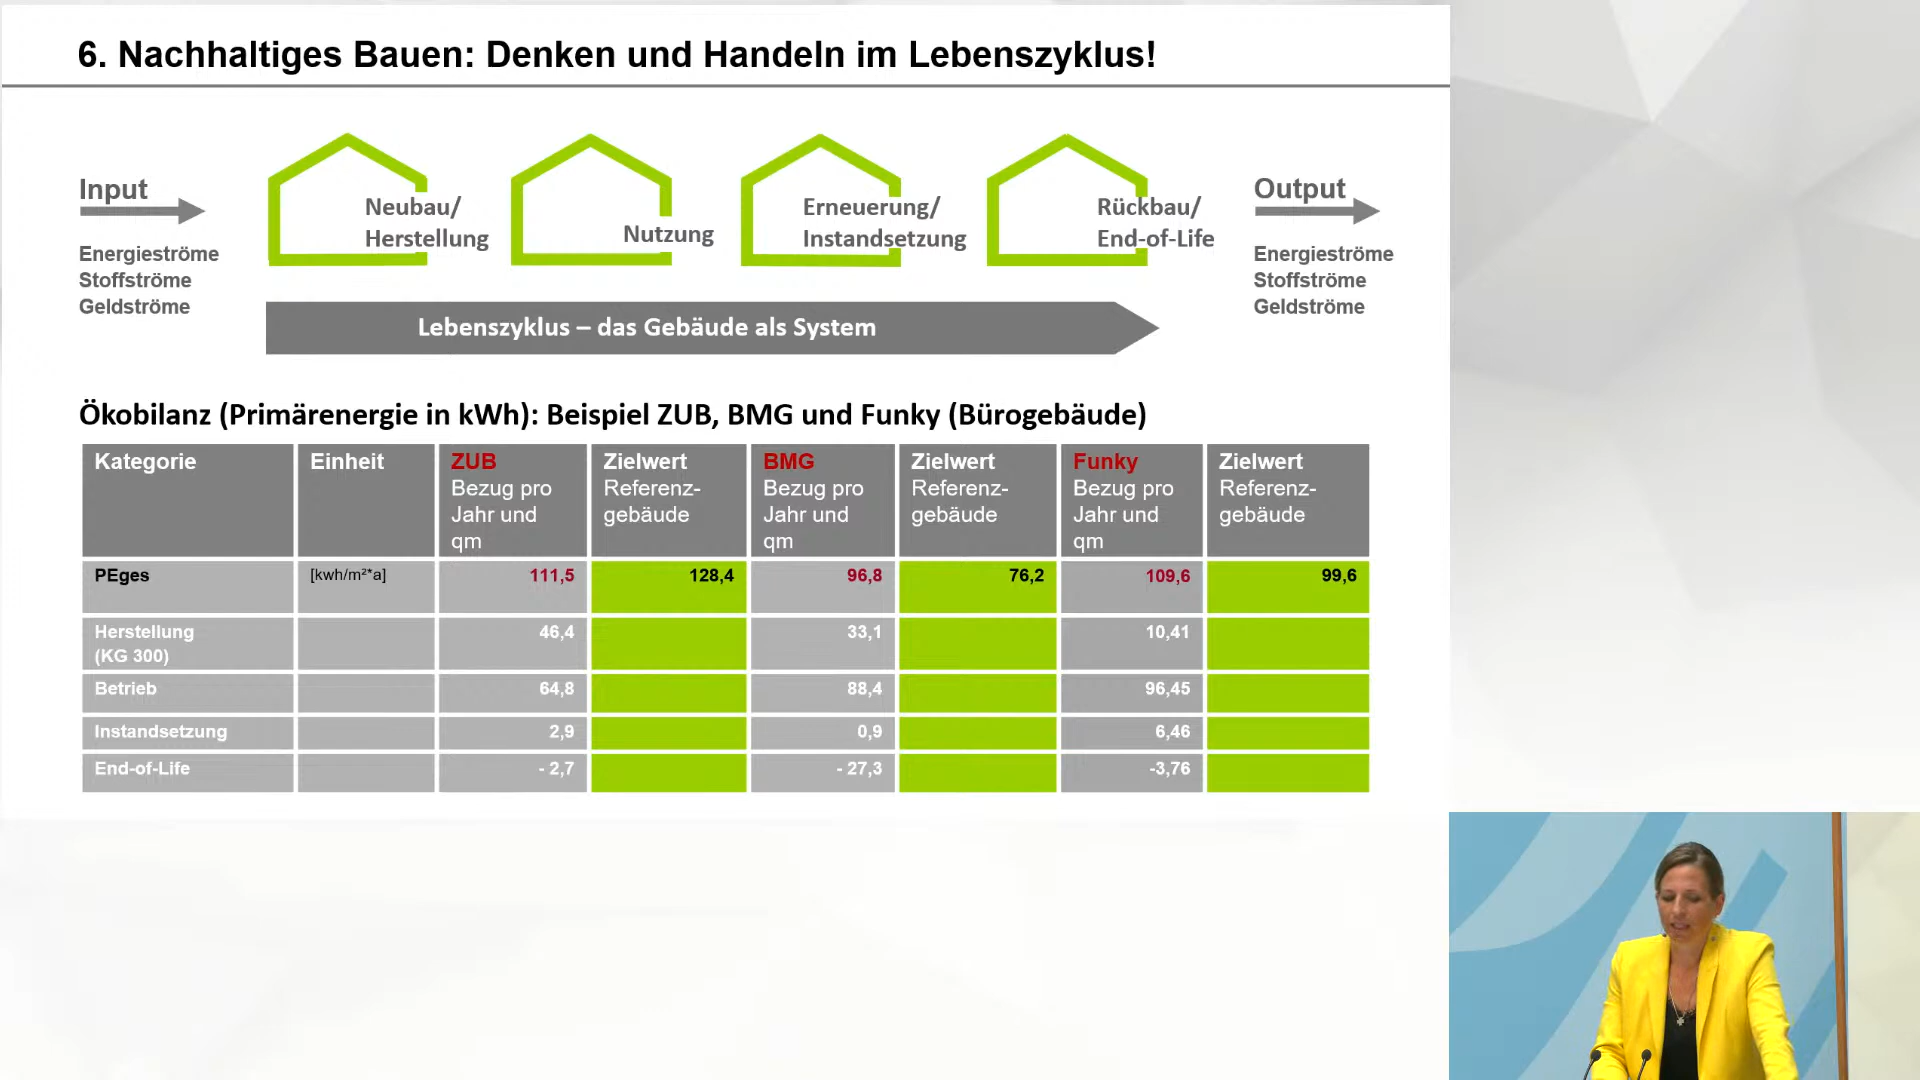 6. Nachhaltiges Bauen: Denken und Handeln im Lebenszyklus!
Input
Energieströme
Stoffströme
Geldströme
Neubau/
Herstellung
Nutzung
Erneuerung/
Instandsetzung
Rückbau/
End-of-Life
Output
Energieströme
Stoffströme
Geldströme
Lebenszyklus – das Gebäude als System
Ökobilanz (Primärenergie in kWh): Beispiel ZUB, BMG und Funky (Bürogebäude)
Kategorie
Einheit
ZUB
Bezug pro
Jahr und
qm
Zielwert
Referenz-
gebäude
BMG
Bezug pro
Jahr und
qm
Zielwert
Referenz-
gebäude
Funky
Bezug pro
Jahr und
qm
Zielwert
Referenz-
gebäude
PEges [kwh/m²*a] 111,5 128,4 96,8 76,2 109,6 99,6
Herstellung
(KG 300)
46,4 33,1 10,41
Betrieb 64,8 88,4 96,45
Instandsetzung 2,9 0,9 6,46
End-of-Life - 2,7 - 27,3 -3,76